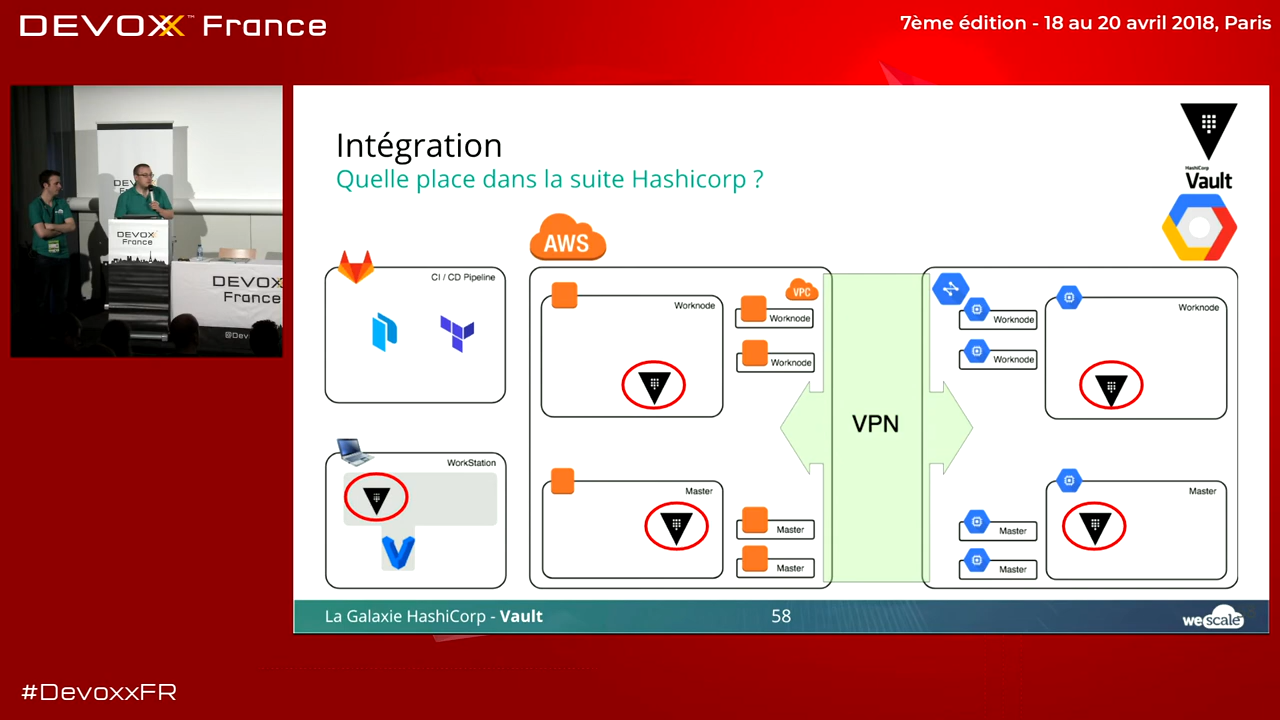 DEVOXX™ France
7ème édition - 18 au 20 avril 2018, Paris
DEVOXX
France
DEVOXX
France
Intégration
Quelle place dans la suite Hashicorp ?
HashiCorp
Vault
AWS
CI / CD Pipeline
VPC
Worknode
Worknode
Worknode
Worknode
Worknode
Worknode
VPN
WorkStation
Master
Master
Master
Master
Master
Master
La Galaxie HashiCorp - Vault
58
wescale
#DevoxxFR